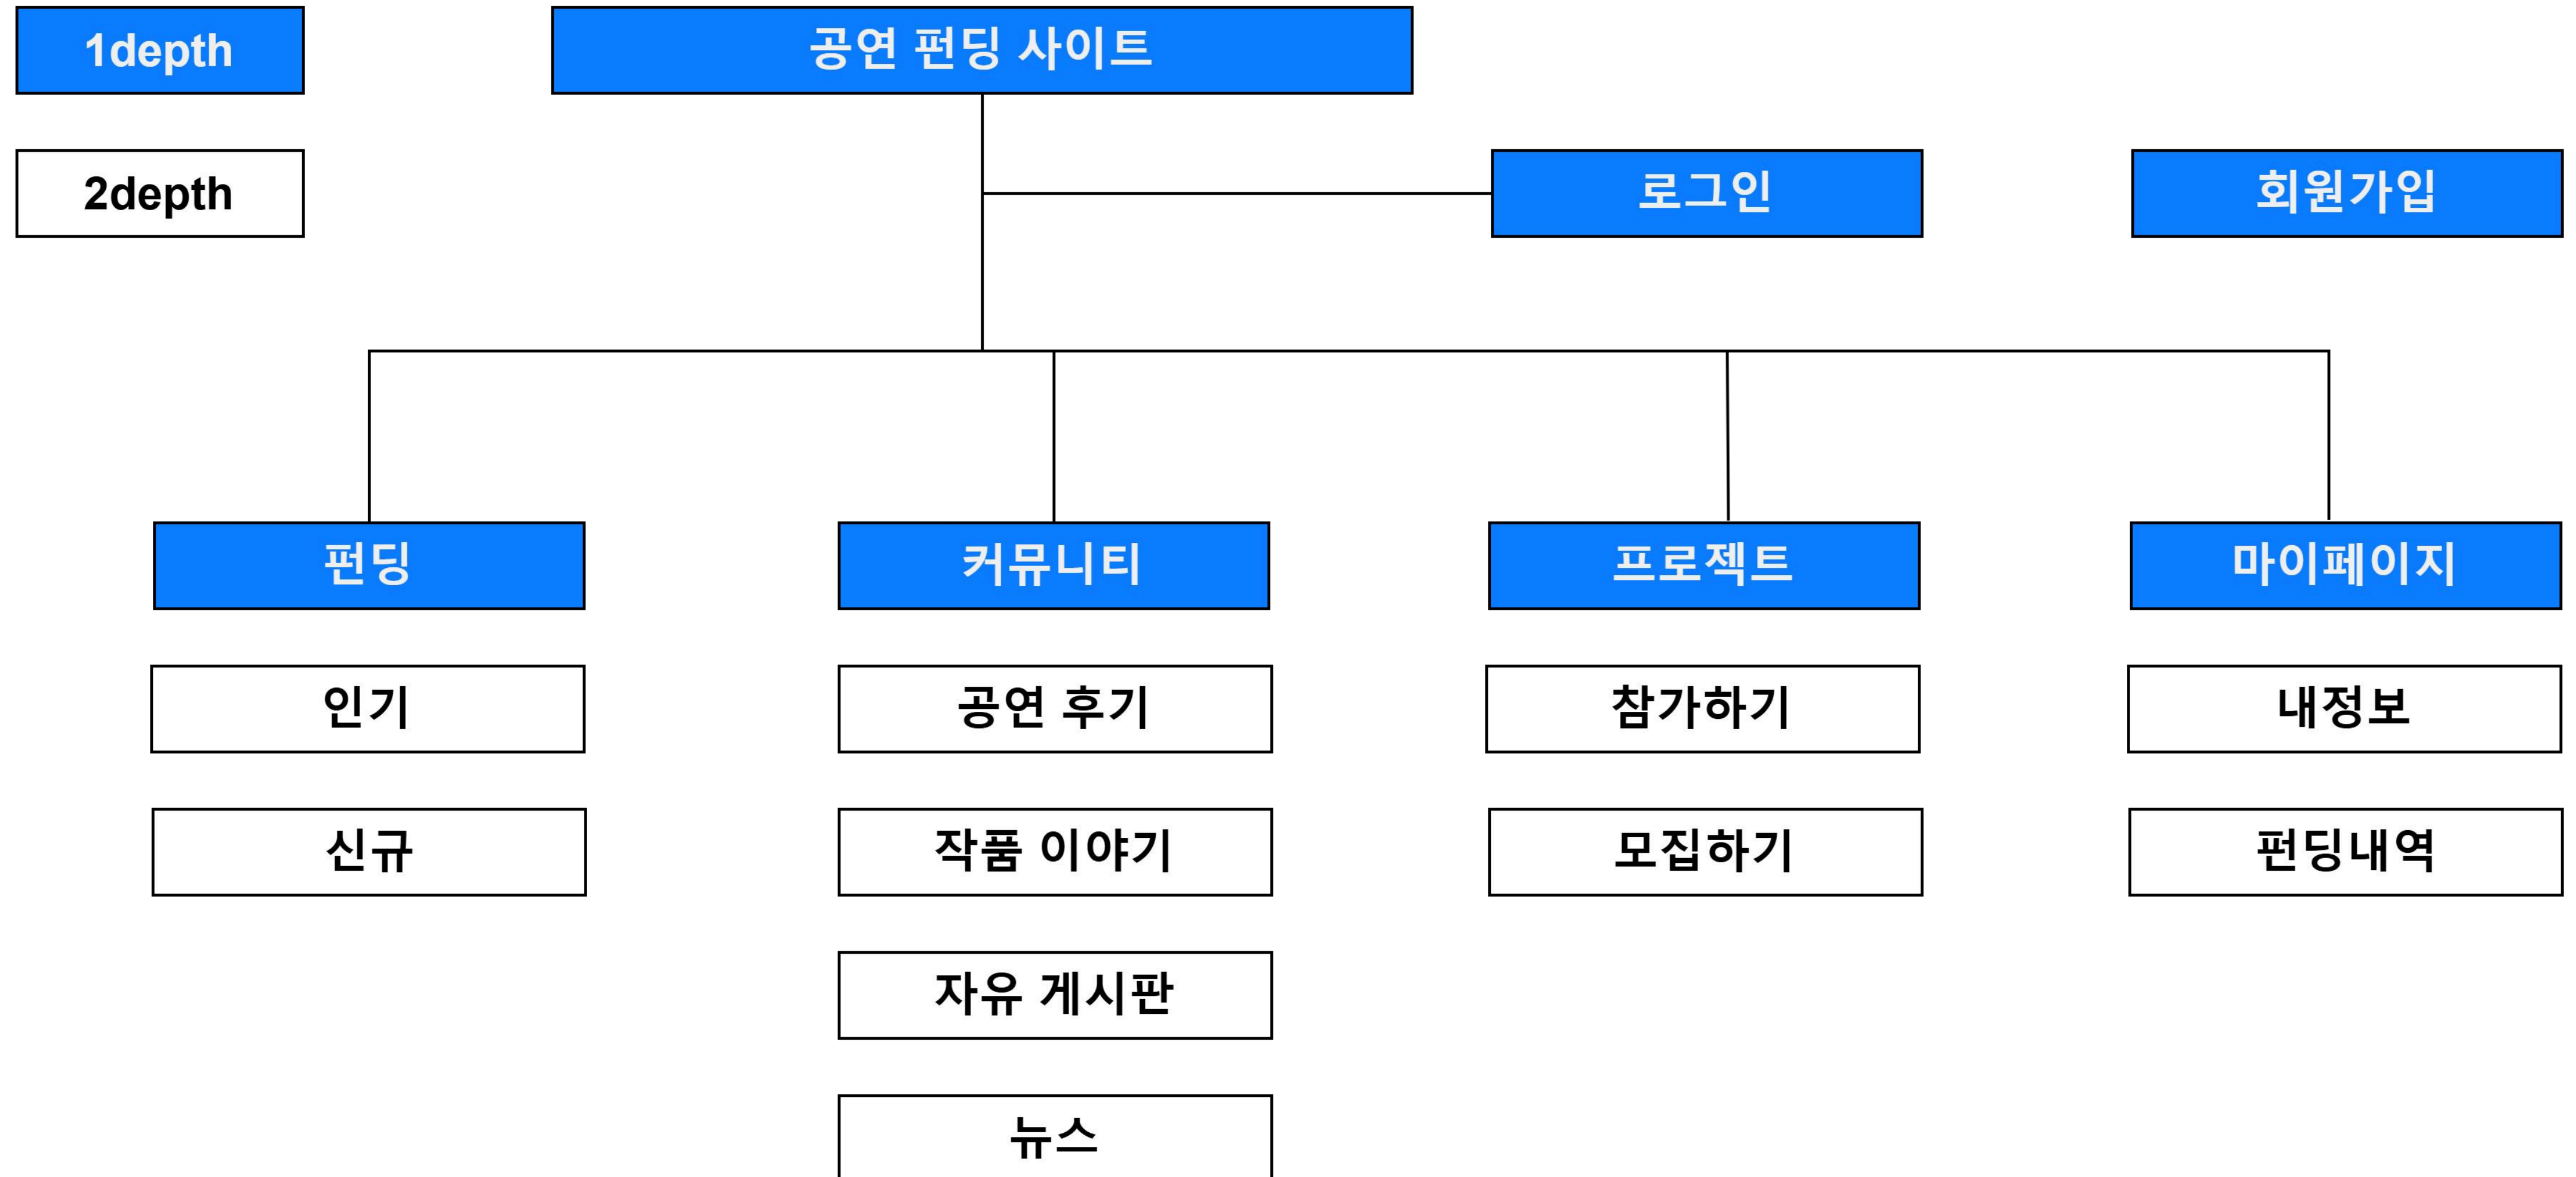 1depth
공연 펀딩 사이트
2depth
로그인
회원가입
펀딩
커뮤니티
프로젝트
마이페이지
인기
공연 후기
참가하기
내정보
신규
작품 이야기
모집하기
펀딩내역
자유 게시판
뉴스